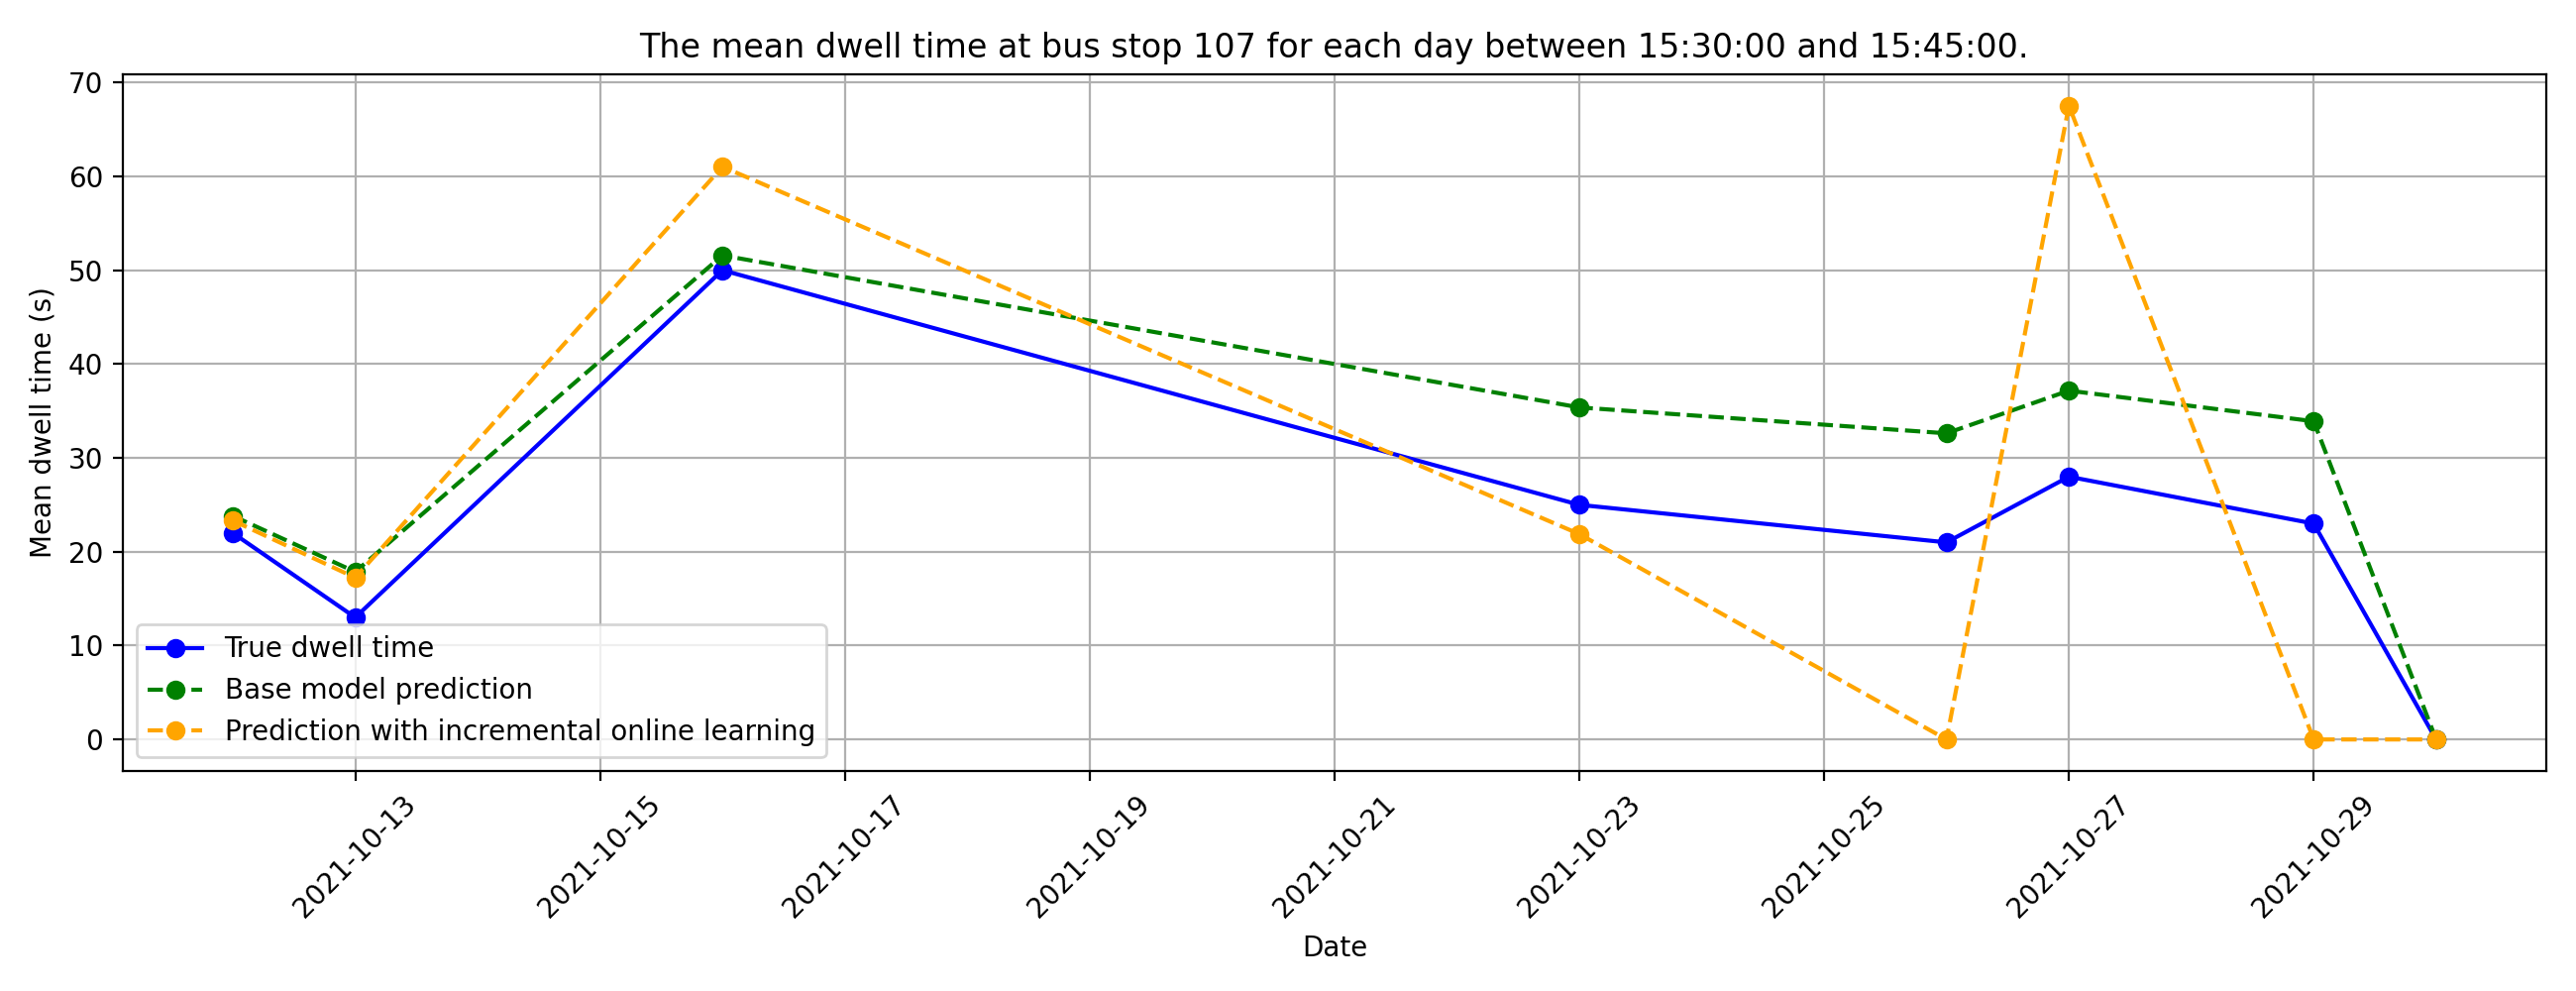 The mean dwell time at bus stop 107 for each day between 15:30:00 and 15:45:00.
70
60
50
40
30
20
10
0
Mean dwell time (s)
True dwell time
Base model prediction
Prediction with incremental online learning
2021-10-13
2021-10-15
2021-10-17
2021-10-19
2021-10-21
2021-10-23
2021-10-25
2021-10-27
2021-10-29
Date